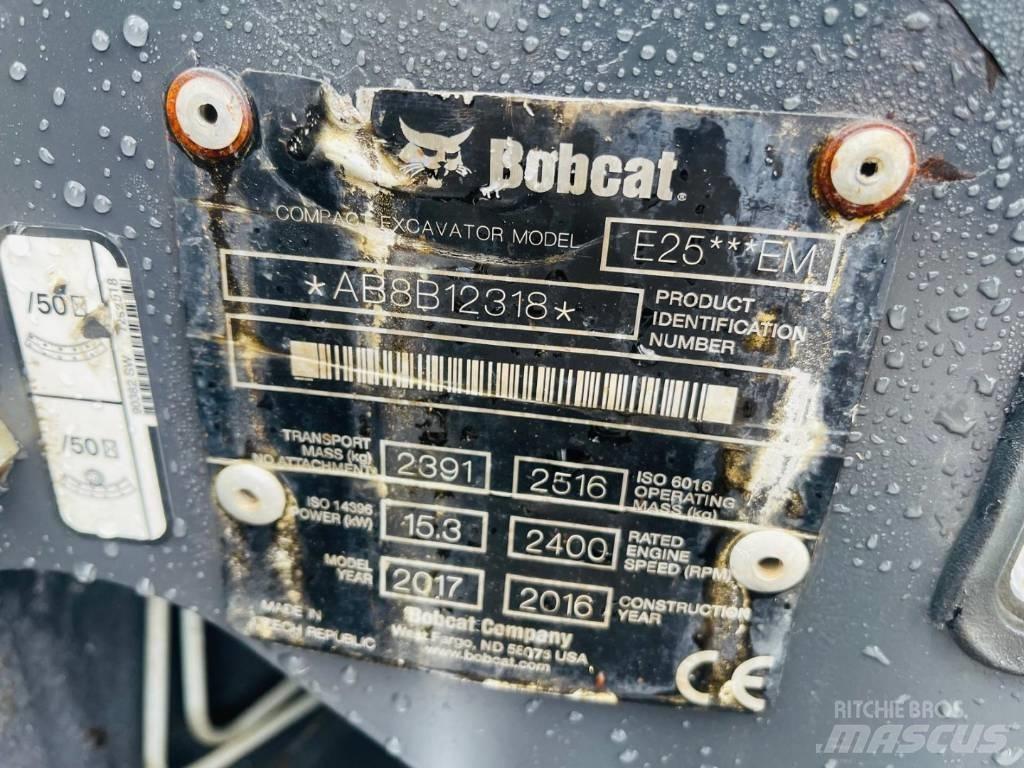 Bobcat®
COMPACT EXCAVATOR MODEL E25***EM
*AB8B12318*
PRODUCT
IDENTIFICATION
NUMBER
TRANSPORT
MASS (kg)
NO ATTACHMENT
2391
2516
ISO 6016
OPERATING
MASS (kg)
ISO 14396
POWER (kW)
15.3
2400
RATED
ENGINE
SPEED (RPM)
MODEL
YEAR
2017
2016
CONSTRUCTION
YEAR
MADE IN
CZECH REPUBLIC
Bobcat Company
West Fargo, ND 58078 USA
www.bobcat.com
CE
/50
/50
RITCHIE BROS.
MASCUS